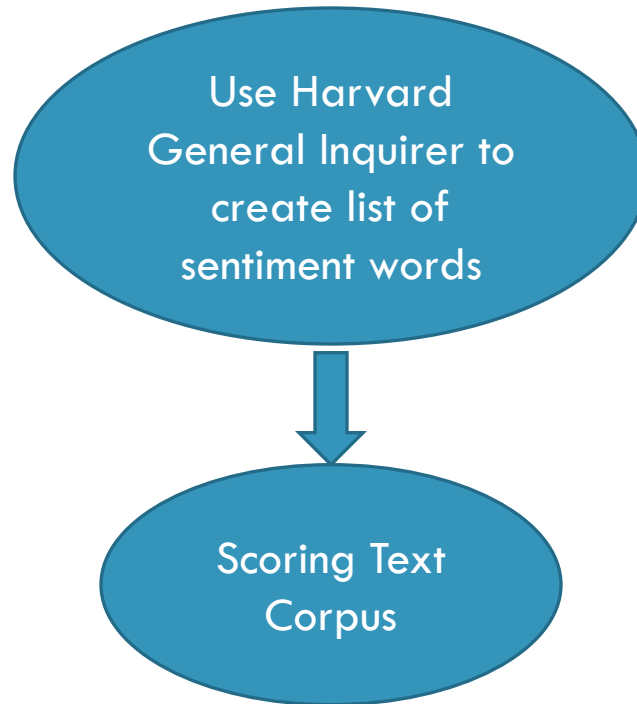 Use Harvard
General Inquirer to
create list of
sentiment words
Scoring Text
Corpus